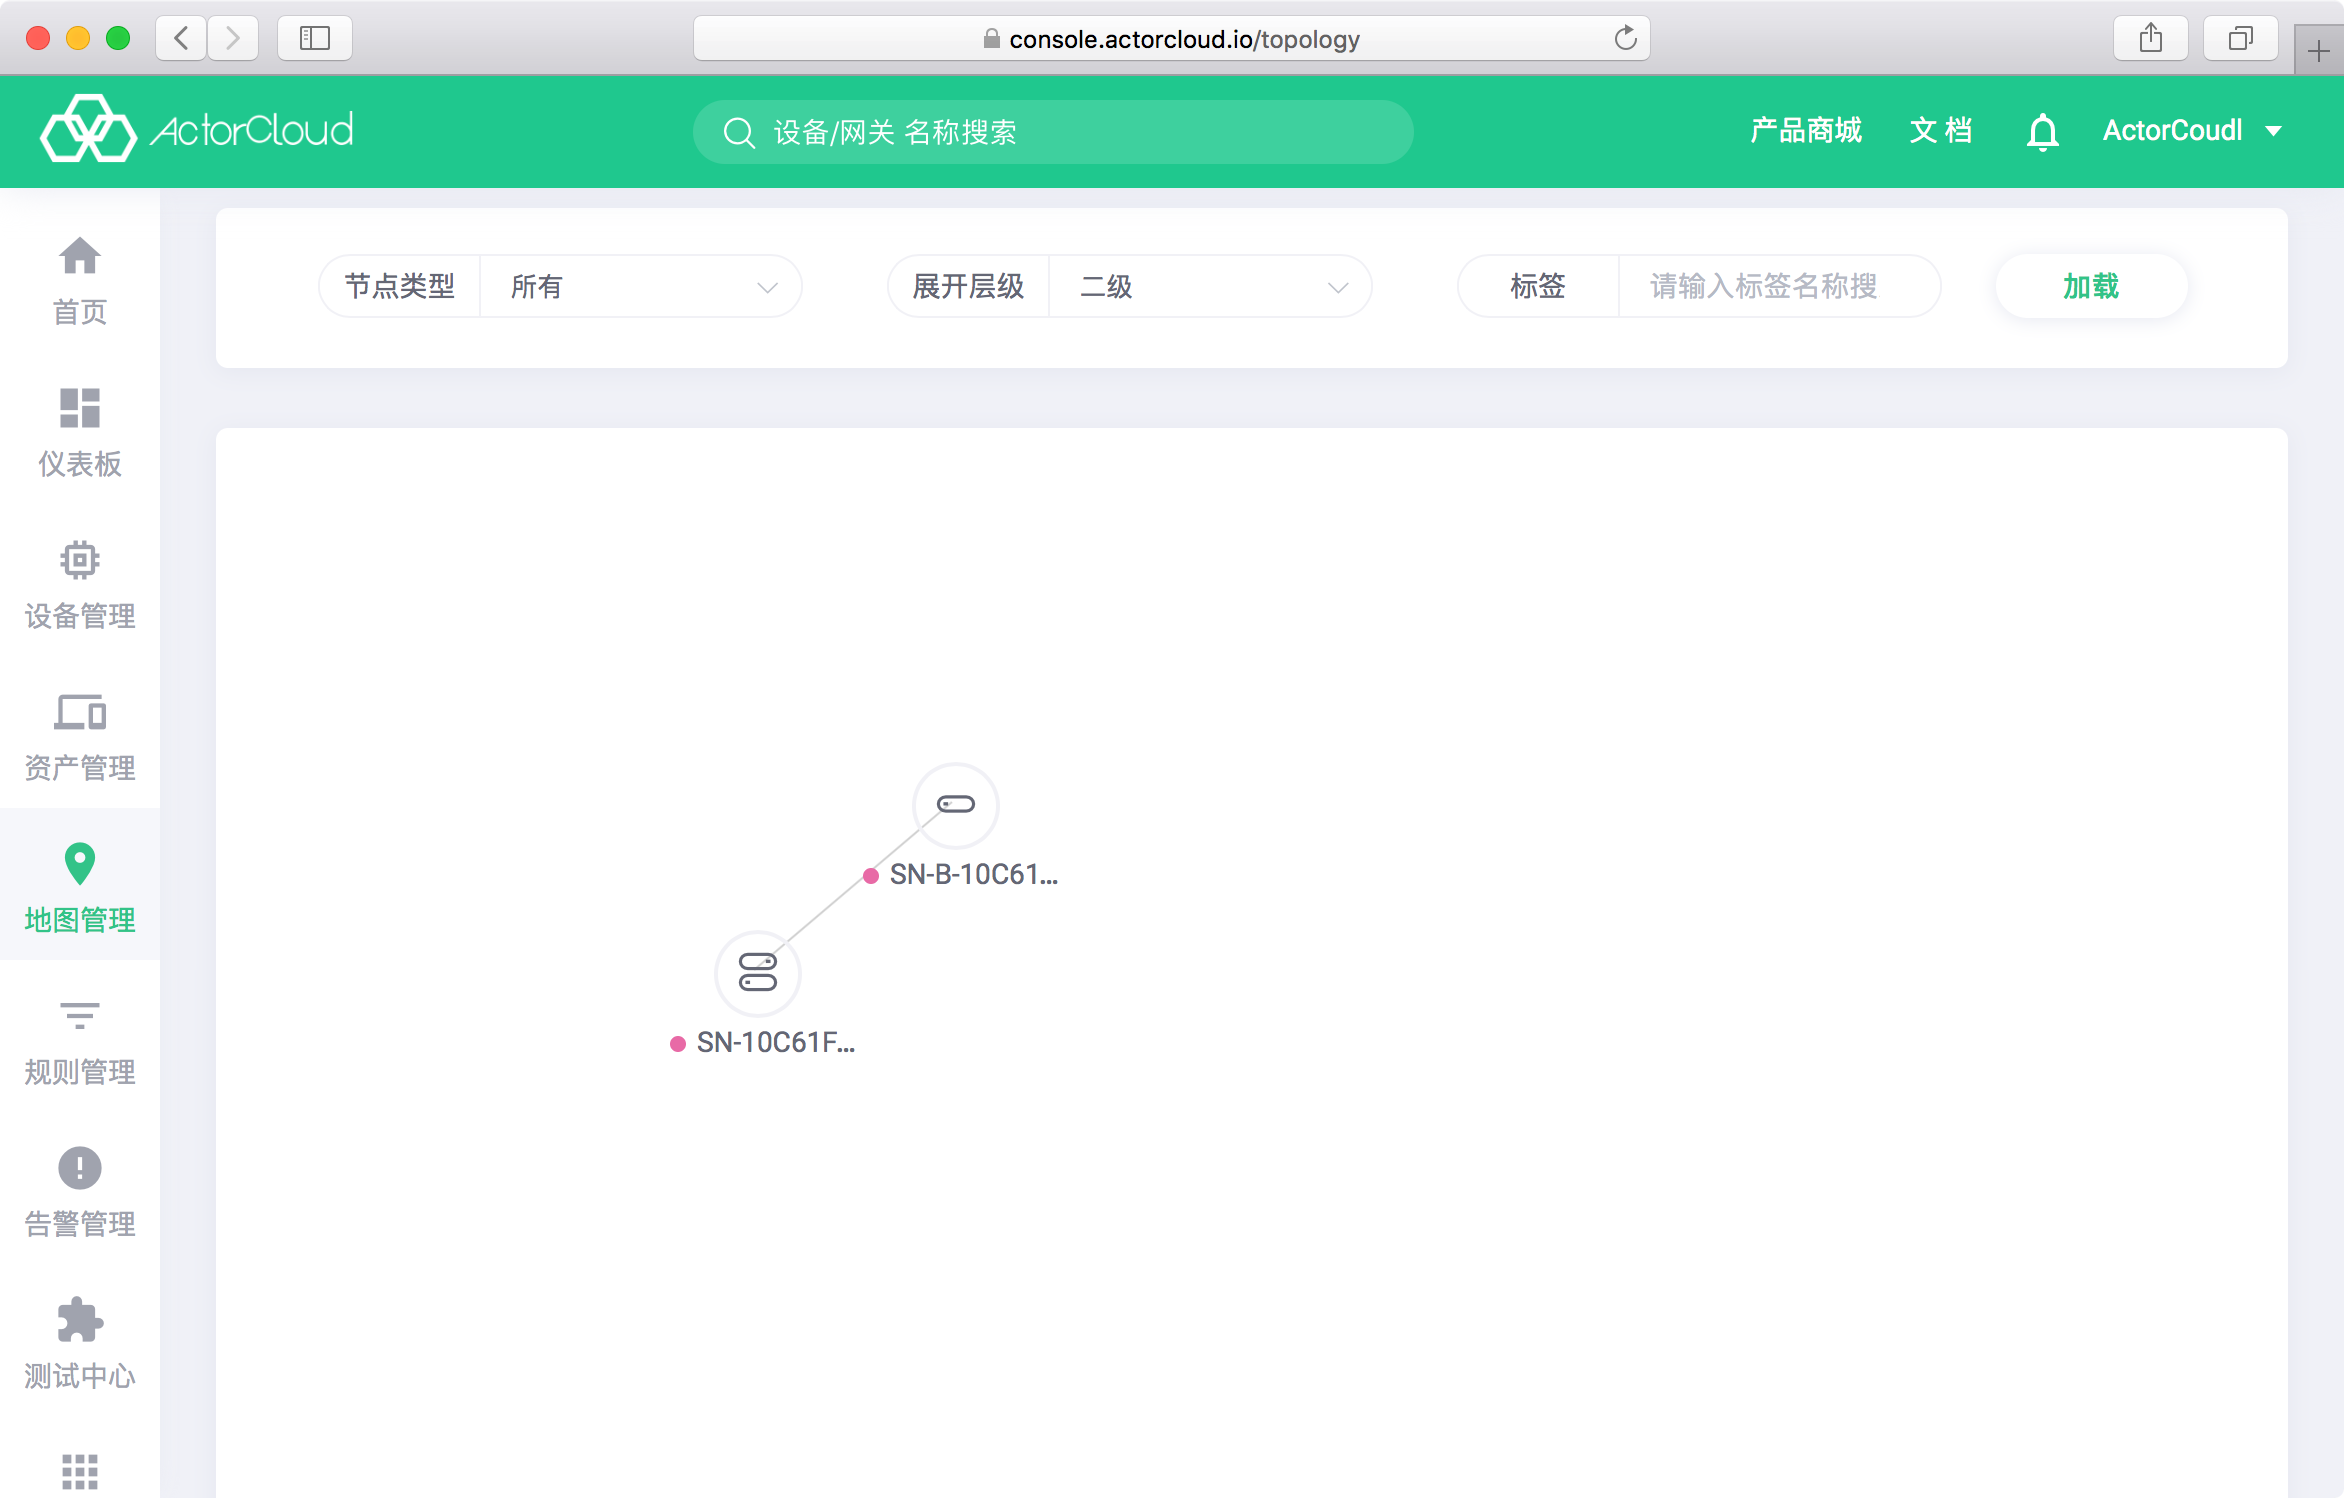 console.actorcloud.io/topology
ActorCloud
设备/网关 名称搜索
产品商城
文 档
ActorCoudl
首页
仪表板
设备管理
资产管理
地图管理
规则管理
告警管理
测试中心
节点类型 所有
展开层级 二级
标签 请输入标签名称搜
加载
SN-B-10C61...
SN-10C61F...